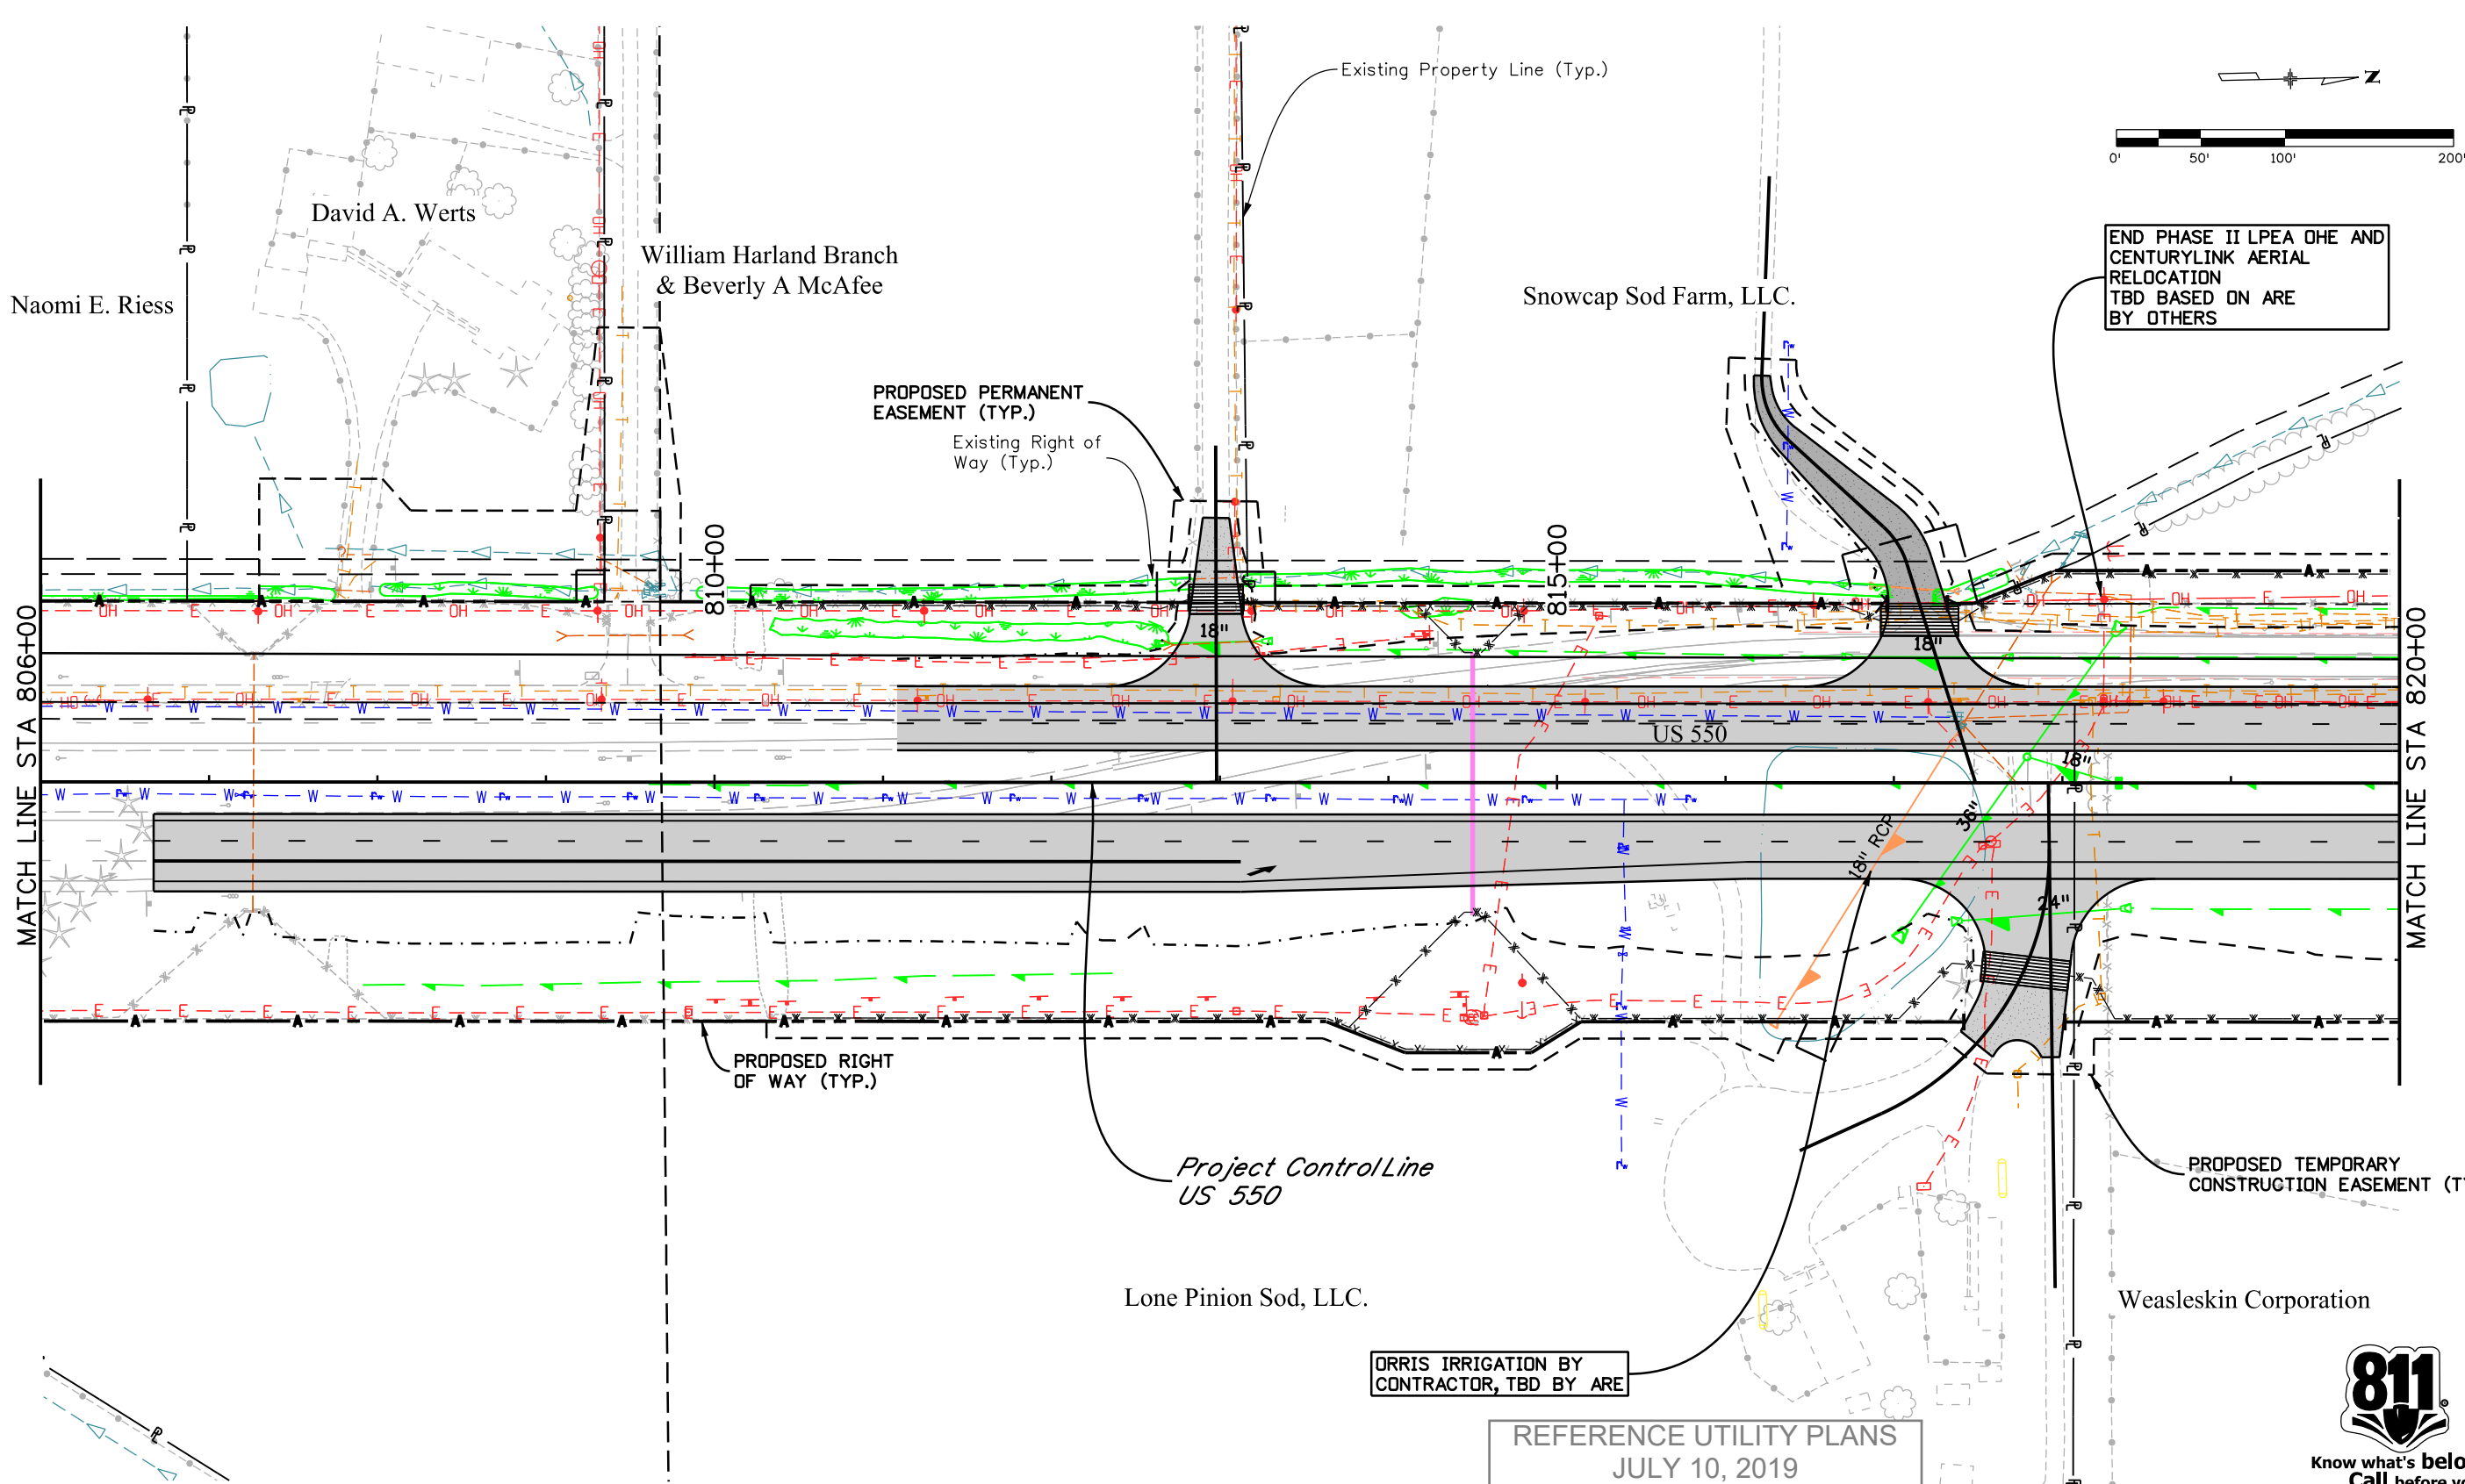 Existing Property Line (Typ.)
N
0' 50' 100' 200'
David A. Werts
William Harland Branch
& Beverly A McAfee
Naomi E. Riess
Snowcap Sod Farm, LLC.
END PHASE II LPEA OHE AND
CENTURYLINK AERIAL
RELOCATION
TBD BASED ON ARE
BY OTHERS
PROPOSED PERMANENT
EASEMENT (TYP.)
Existing Right of
Way (Typ.)
810+00
815+00
MATCH LINE STA 806+00
MATCH LINE STA 820+00
18"
18"
US 550
18"
36"
18" RCP
24"
PROPOSED RIGHT
OF WAY (TYP.)
Project Control Line
US 550
PROPOSED TEMPORARY
CONSTRUCTION EASEMENT (T
Lone Pinion Sod, LLC.
Weasleskin Corporation
ORRIS IRRIGATION BY
CONTRACTOR, TBD BY ARE
REFERENCE UTILITY PLANS
JULY 10, 2019
811
Know what's belo
Call before yo